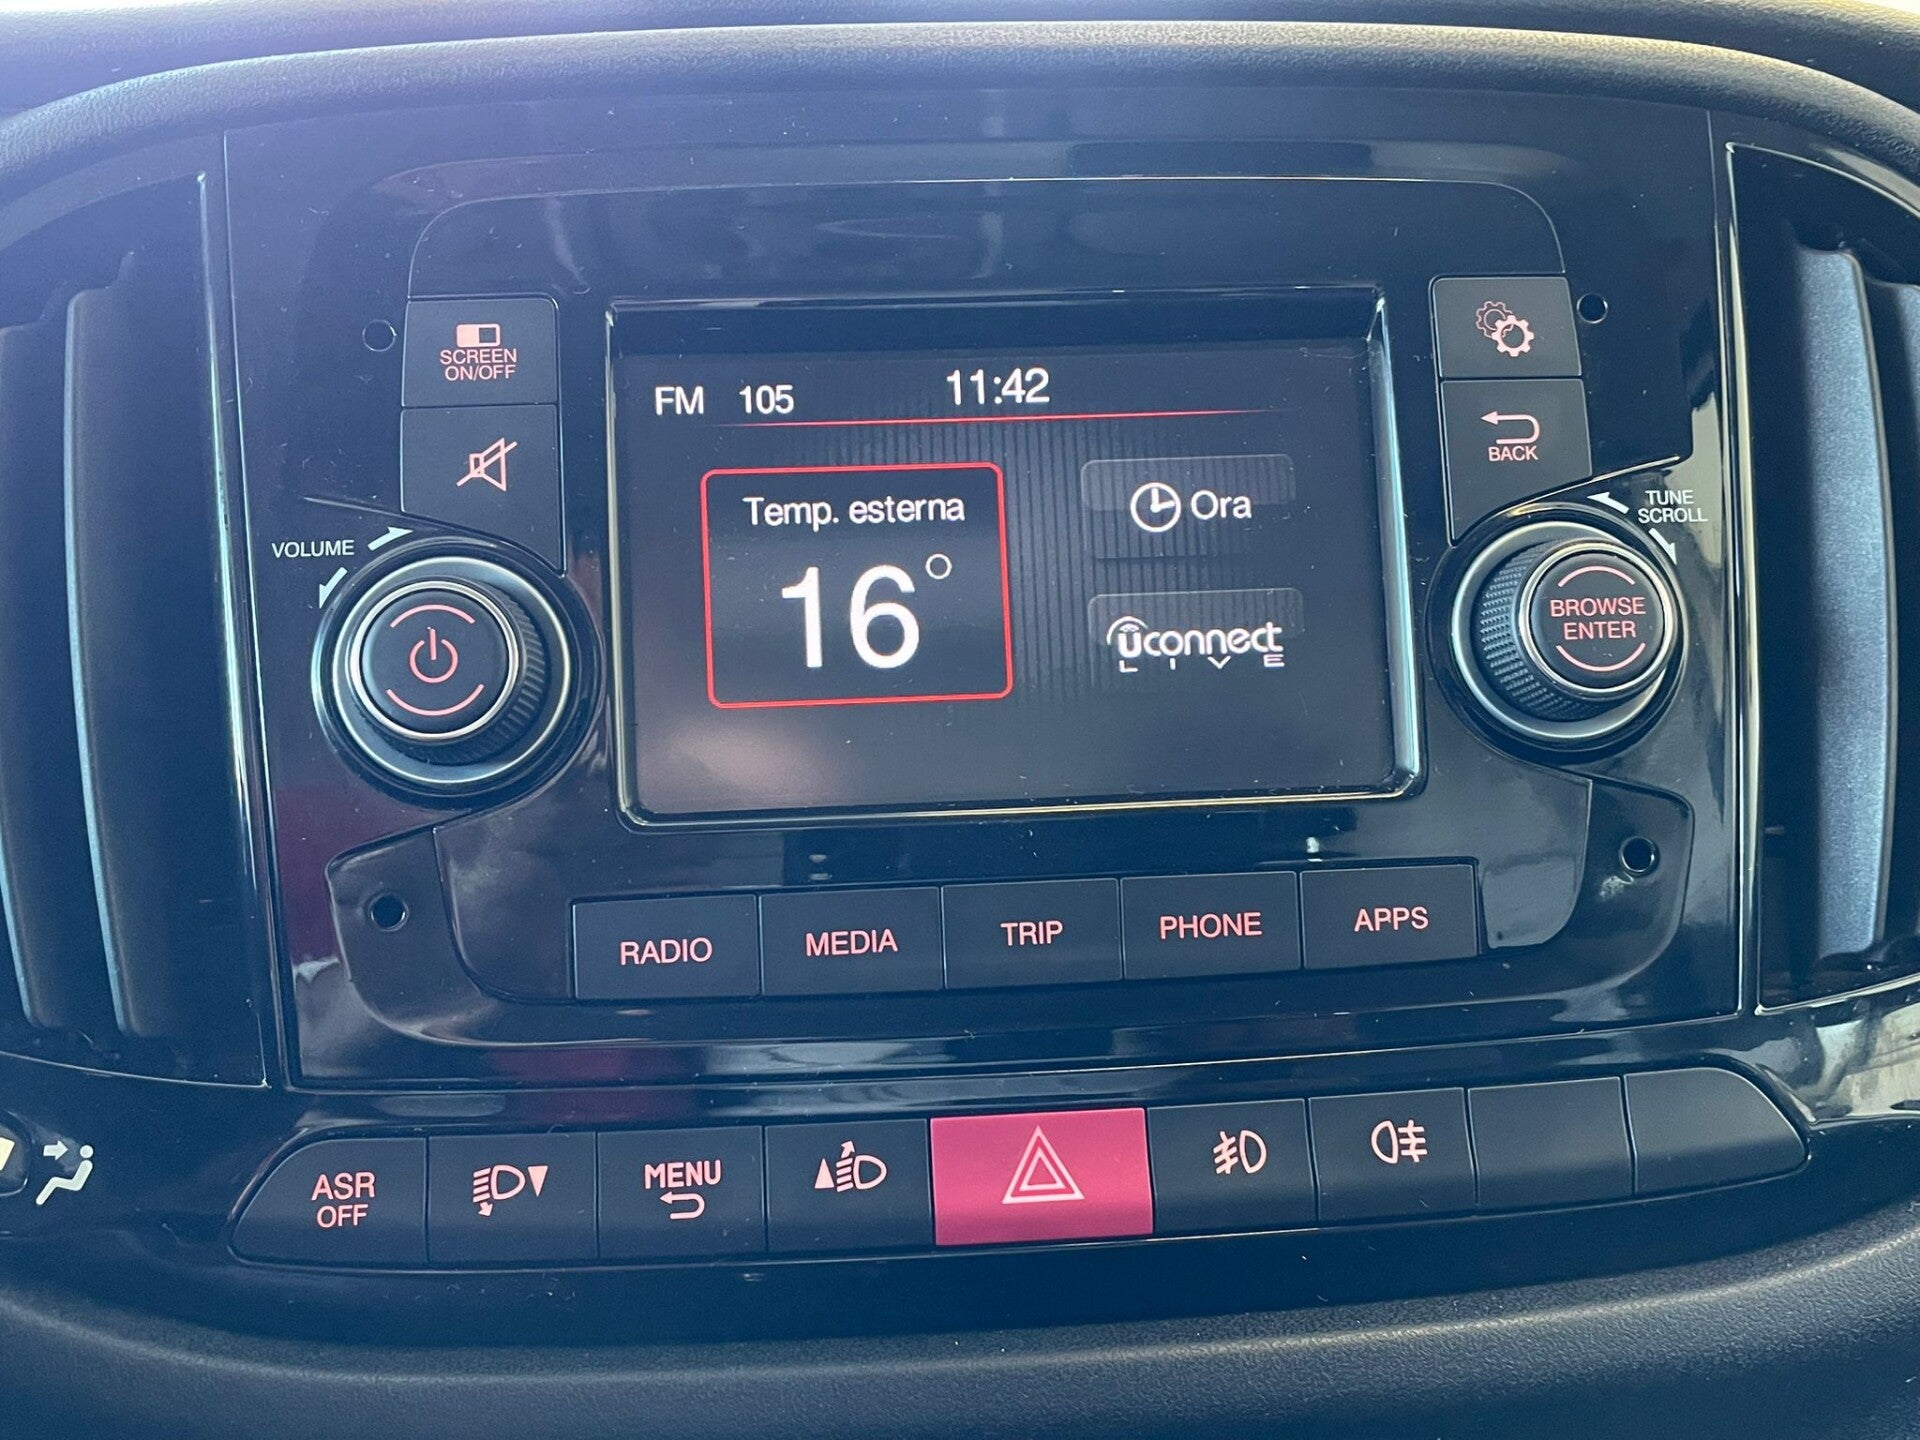 SCREEN
ON/OFF
VOLUME
FM 105 11:42
Temp. esterna
16°
Ora
uconnect
LIVE
BACK
TUNE
SCROLL
BROWSE
ENTER
RADIO
MEDIA
TRIP
PHONE
APPS
ASR
OFF
MENU